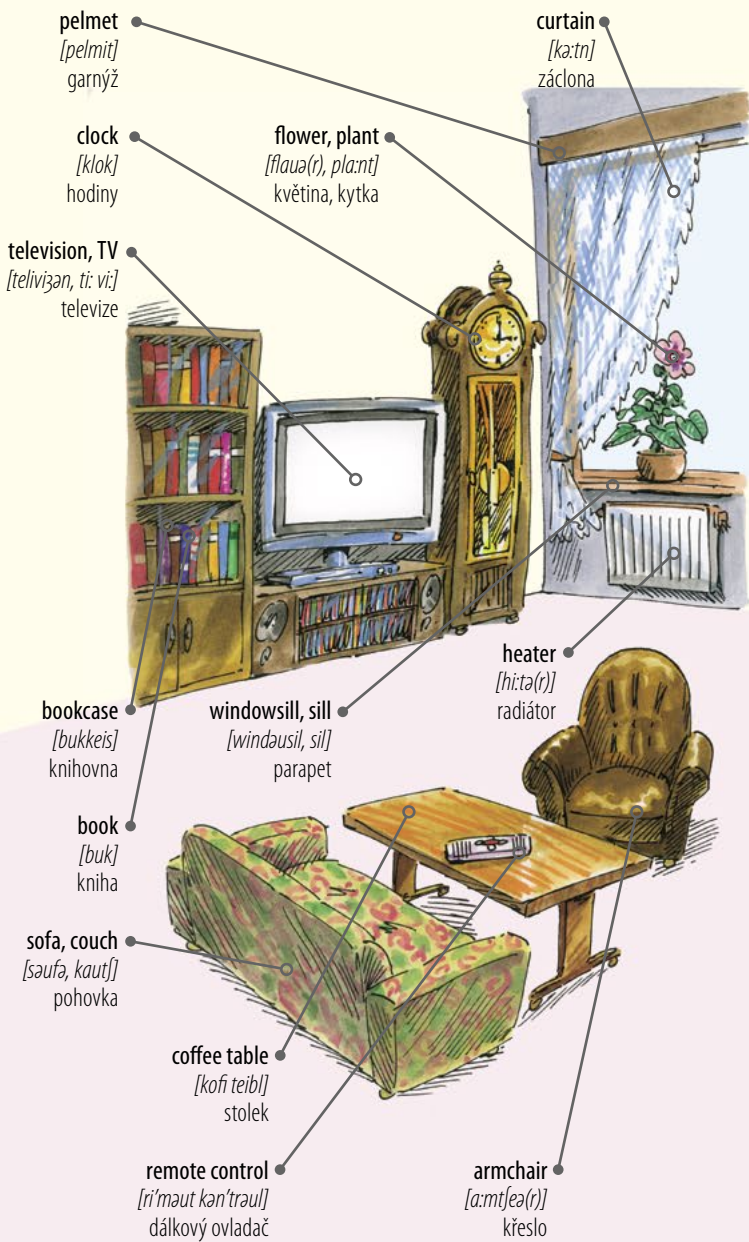 pelmet
[pelmit]
garnýž
curtain
[kə:tn]
záclona
clock
[klok]
hodiny
flower, plant
[flauə(r), pla:nt]
květina, kytka
television, TV
[teliviʒən, ti: vi:]
televize
heater
[hi:tə(r)]
radiátor
bookcase
[bukkeis]
knihovna
windowsill, sill
[windəusil, sil]
parapet
book
[buk]
kniha
sofa, couch
[səufə, kautʃ]
pohovka
coffee table
[kofi teibl]
stolek
remote control
[ri'məut kən'trəul]
dálkový ovladač
armchair
[a:mtʃeə(r)]
křeslo